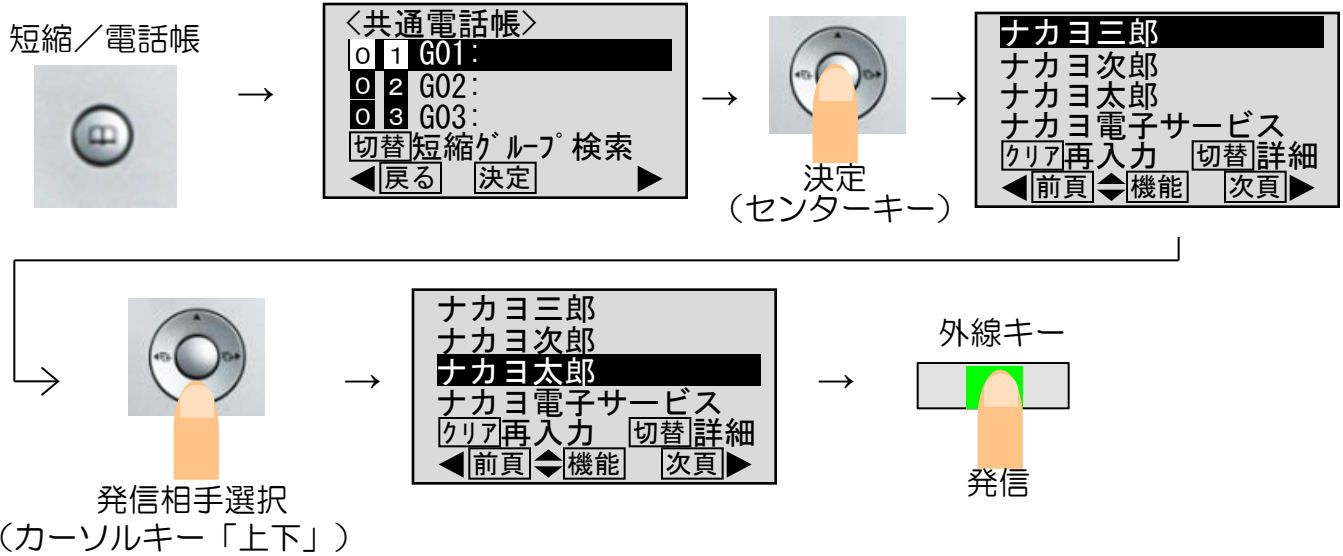 短縮／電話帳
→
〈共通電話帳〉
０１ G01：
０２ G02：
０３ G03：
切替短縮ｸﾞﾙｰﾌﾟ検索
◀戻る 決定 ▶
→
決定
（センターキー）
→
ナカヨ三郎
ナカヨ次郎
ナカヨ太郎
ナカヨ電子サービス
ｸﾘｱ再入力 切替詳細
◀前頁◆機能 次頁▶
発信相手選択
（カーソルキー「上下」）
→
ナカヨ三郎
ナカヨ次郎
ナカヨ太郎
ナカヨ電子サービス
ｸﾘｱ再入力 切替詳細
◀前頁◆機能 次頁▶
→
外線キー
発信